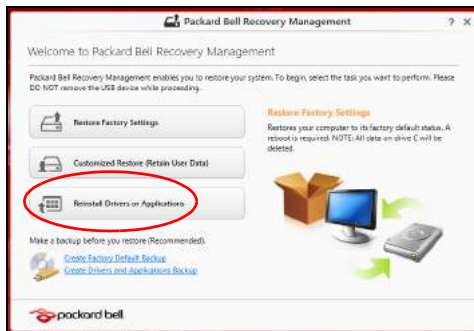 Packard Bell Recovery Management
? X
Welcome to Packard Bell Recovery Management
Packard Bell Recovery Management enables you to restore your system. To begin, select the task you want to perform. Please
DO NOT remove the USB device while proceeding.
Restore Factory Settings
Customized Restore (Retain User Data)
Reinstall Drivers or Applications
Restore Factory Settings
Restores your computer to its factory default status. A
reboot is required. NOTE: All data on drive C will be
deleted.
Make a backup before you restore (Recommended).
Create Factory Default Backup
Create Drivers and Applications Backup
packard bell